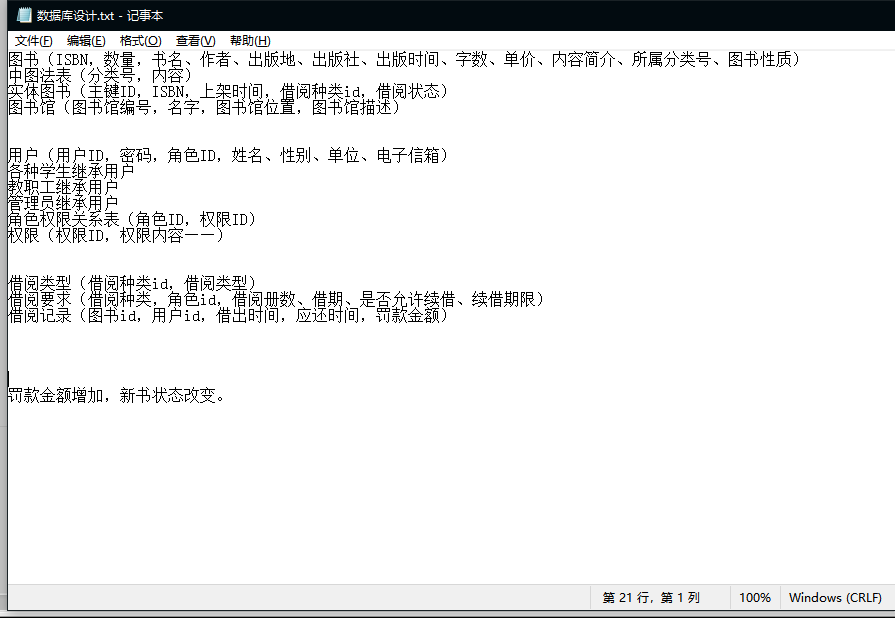 数据库设计.txt - 记事本
文件(F) 编辑(E) 格式(O) 查看(V) 帮助(H)
图书（ISBN，数量，书名、作者、出版地、出版社、出版时间、字数、单价、内容简介、所属分类号、图书性质）
中图法表（分类号，内容）
实体图书（主键ID，ISBN，上架时间，借阅种类id，借阅状态）
图书馆（图书馆编号，名字，图书馆位置，图书馆描述）
用户（用户ID，密码，角色ID，姓名、性别、单位、电子信箱）
各种学生继承用户
教职工继承用户
管理员继承用户
角色权限关系表（角色ID，权限ID）
权限（权限ID，权限内容——）
借阅类型（借阅种类id，借阅类型）
借阅要求（借阅种类，角色id，借阅册数、借期、是否允许续借、续借期限）
借阅记录（图书id，用户id，借出时间，应还时间，罚款金额）
罚款金额增加，新书状态改变。
第 21 行，第 1 列 100% Windows (CRLF)